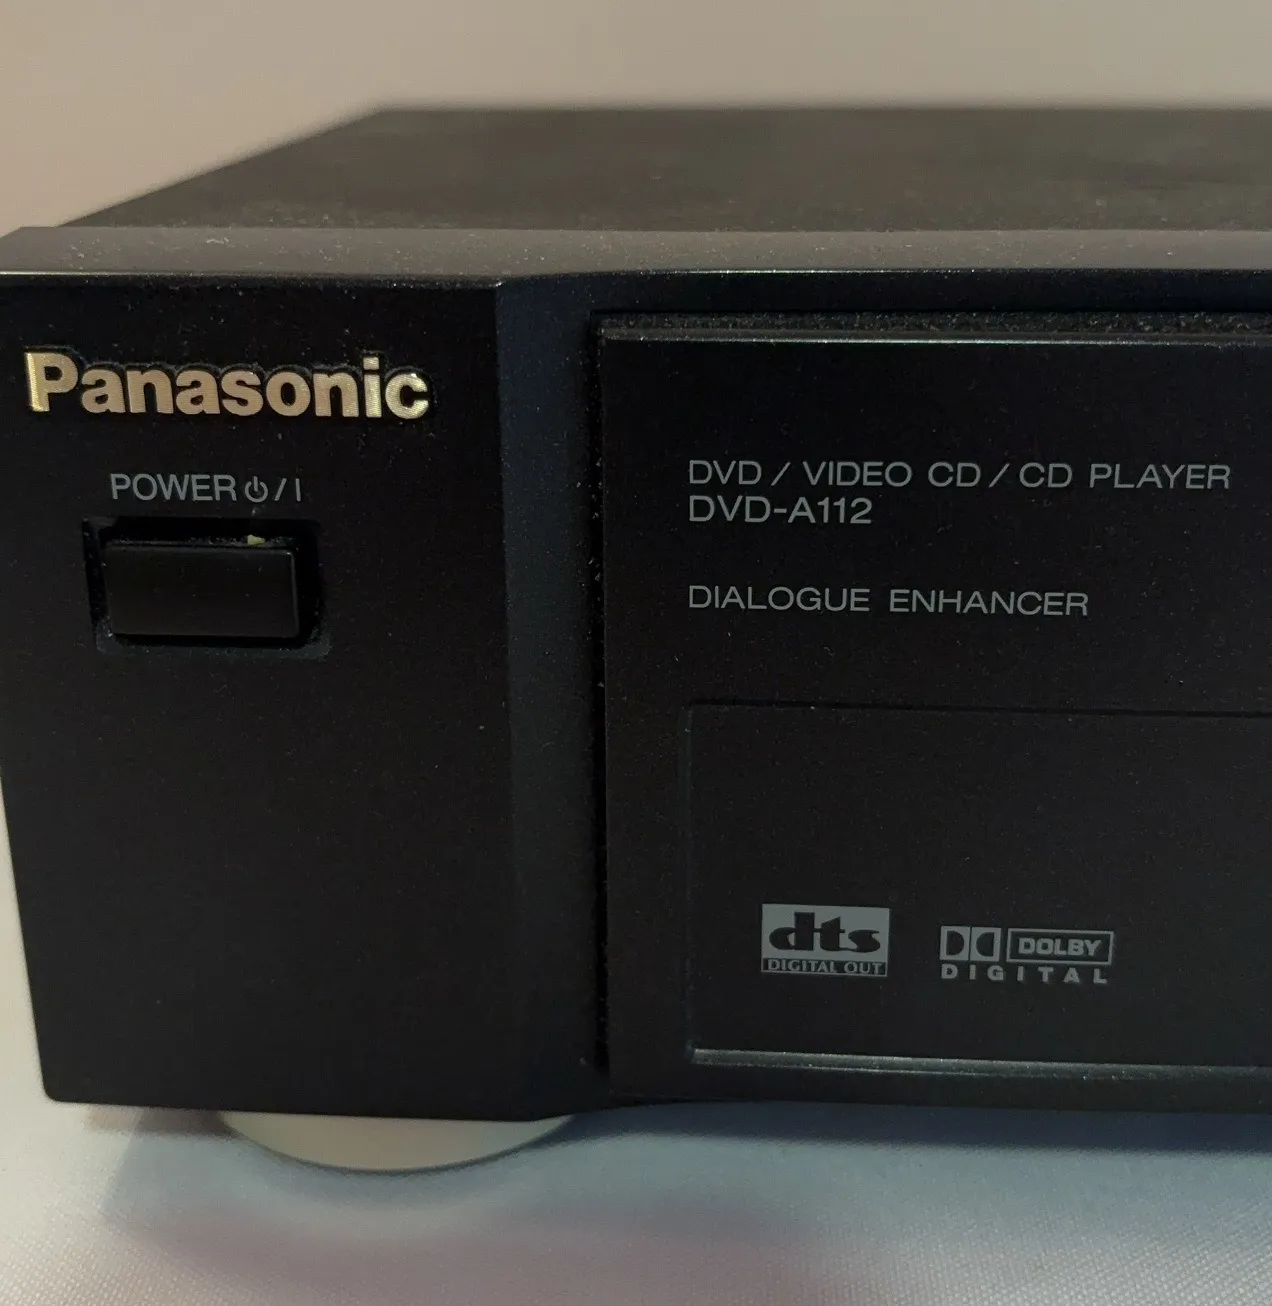 Panasonic
POWER ⏻/I
DVD / VIDEO CD / CD PLAYER
DVD-A112
DIALOGUE ENHANCER
dts
DIGITAL OUT
DOLBY
DIGITAL